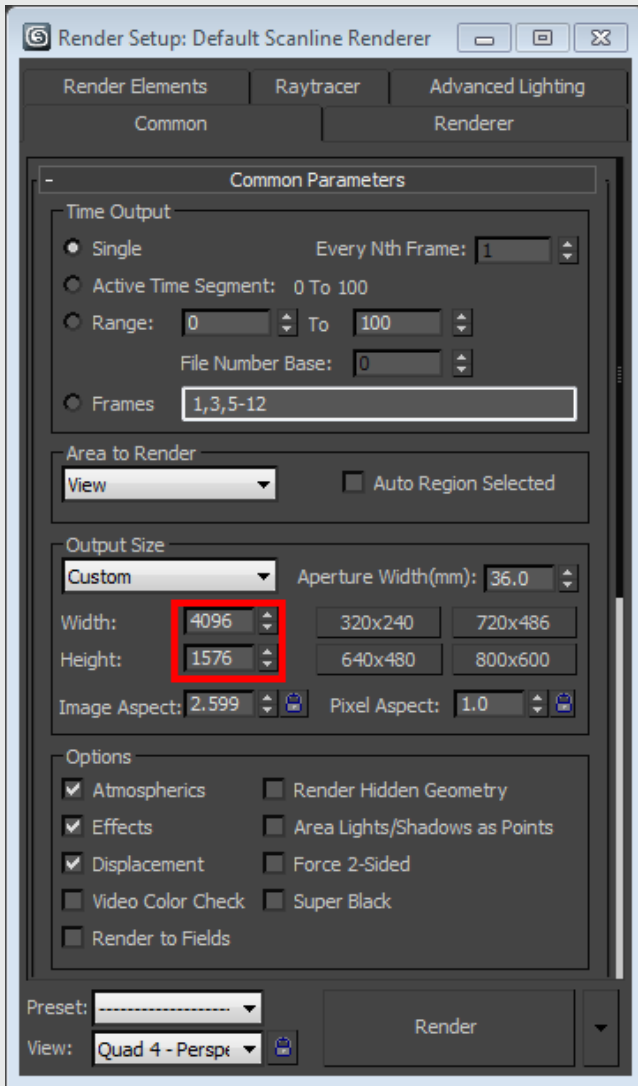 Render Setup: Default Scanline Renderer
Render Elements Raytracer Advanced Lighting
Common Renderer
- Common Parameters
Time Output
Single Every Nth Frame: 1
Active Time Segment: 0 To 100
Range: 0 To 100
File Number Base: 0
Frames 1,3,5-12
Area to Render
View Auto Region Selected
Output Size
Custom Aperture Width(mm): 36.0
Width: 4096 320x240 720x486
Height: 1576 640x480 800x600
Image Aspect: 2.599 Pixel Aspect: 1.0
Options
Atmospherics Render Hidden Geometry
Effects Area Lights/Shadows as Points
Displacement Force 2-Sided
Video Color Check Super Black
Render to Fields
Preset: -------------------
Render
View: Quad 4 - Perspe